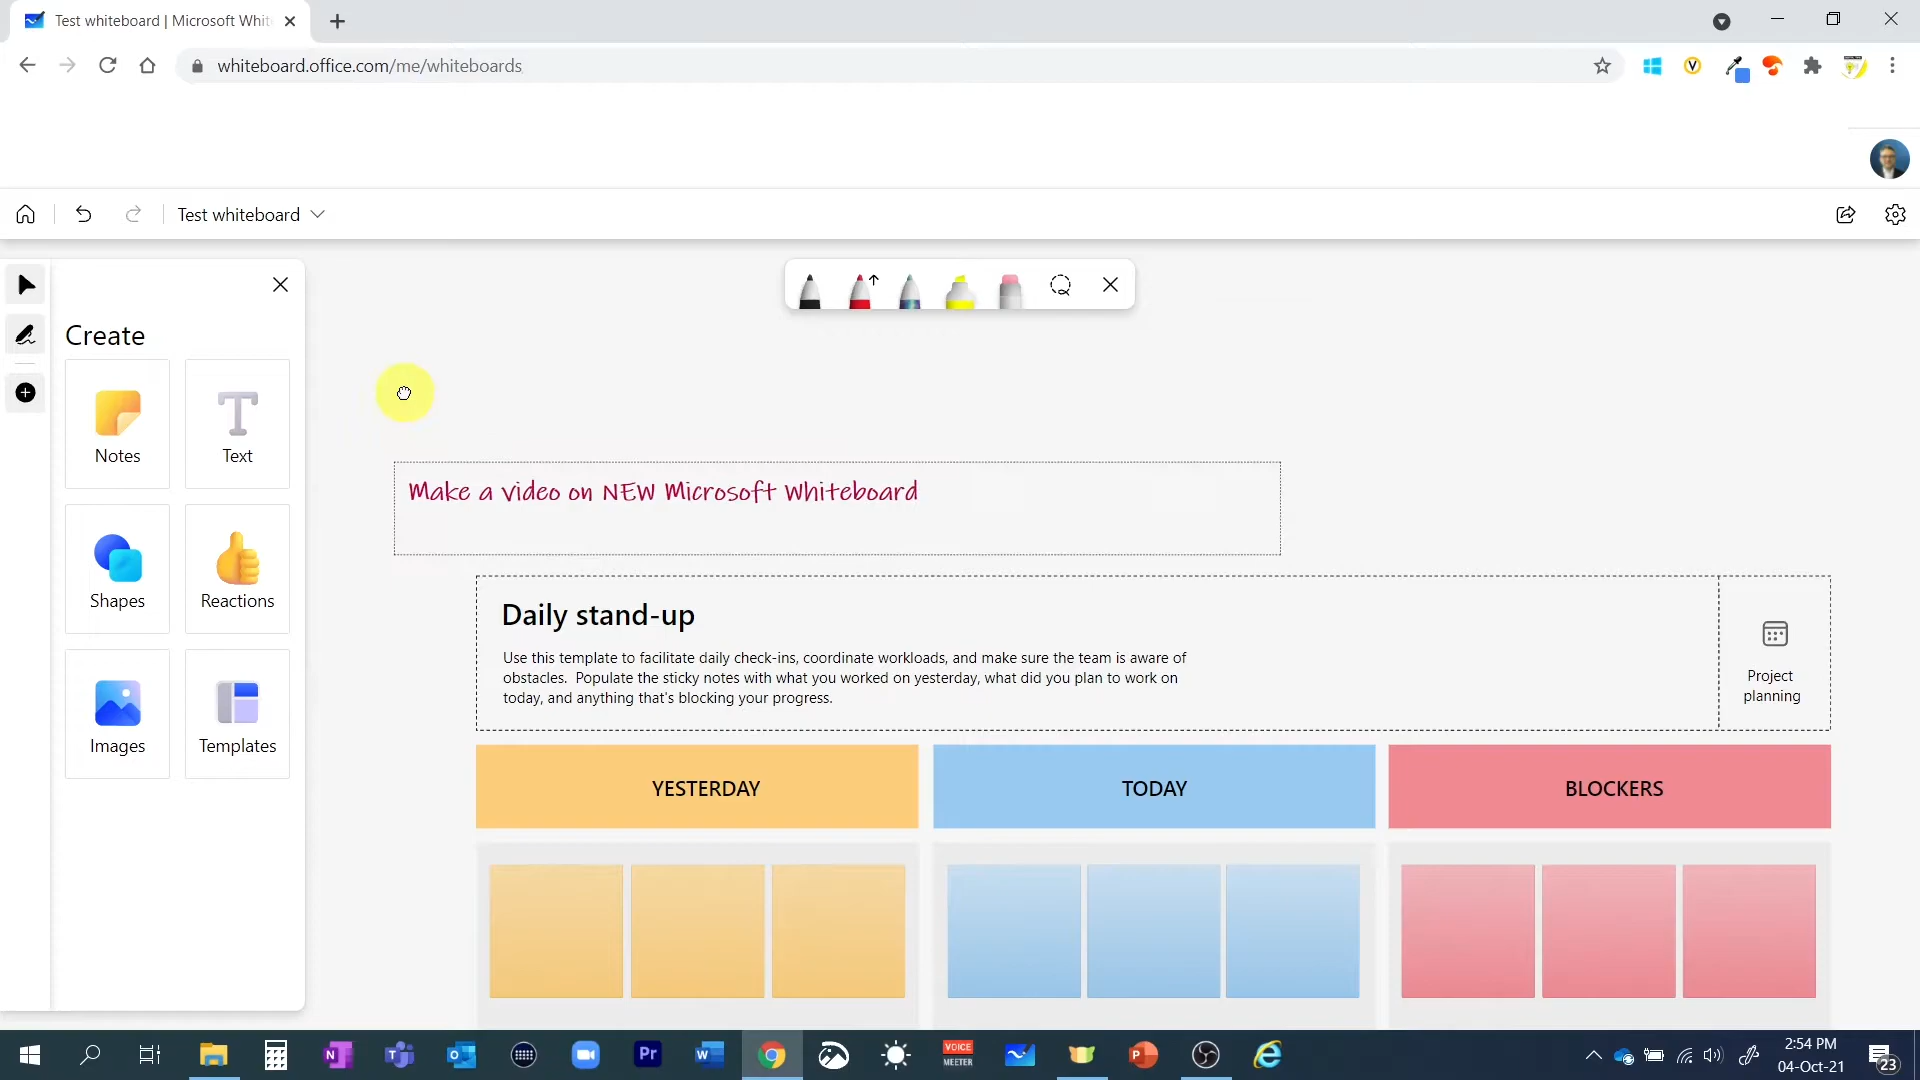 Test whiteboard | Microsoft Whit
whiteboard.office.com/me/whiteboards
Test whiteboard
Create
Notes
Text
Shapes
Reactions
Images
Templates
Make a video on NEW Microsoft Whiteboard
Daily stand-up
Use this template to facilitate daily check-ins, coordinate workloads, and make sure the team is aware of
obstacles. Populate the sticky notes with what you worked on yesterday, what did you plan to work on
today, and anything that's blocking your progress.
Project
planning
YESTERDAY
TODAY
BLOCKERS
VOICE
MEETER
2:54 PM
04-Oct-21
23